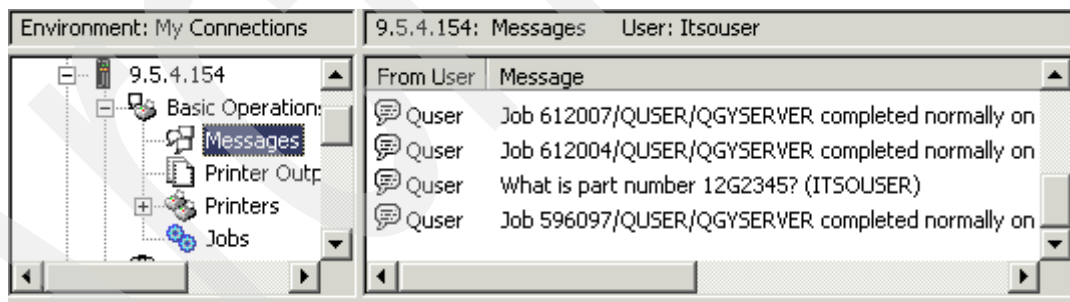 Environment: My Connections
9.5.4.154: Messages User: Itsouser
9.5.4.154
Basic Operation
Messages
Printer Outp
Printers
Jobs
From User Message
Quser Job 612007/QUSER/QGYSERVER completed normally on
Quser Job 612004/QUSER/QGYSERVER completed normally on
Quser What is part number 12G2345? (ITSOUSER)
Quser Job 596097/QUSER/QGYSERVER completed normally on